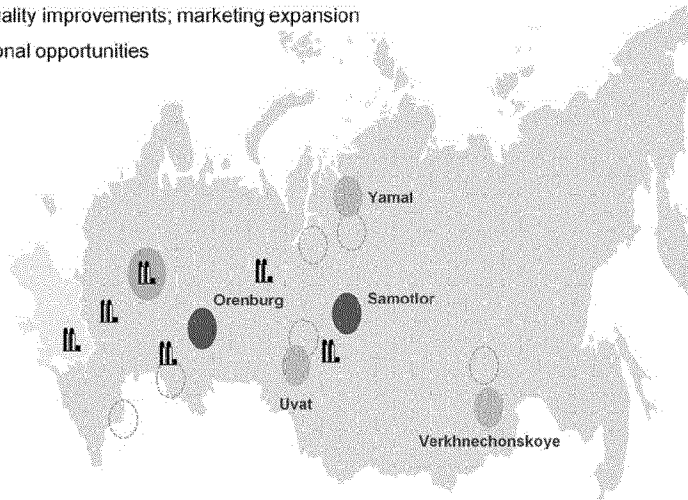 ality improvements; marketing expansion
onal opportunities
Yamal
Orenburg
Samotlor
Uvat
Verkhnechonskoye